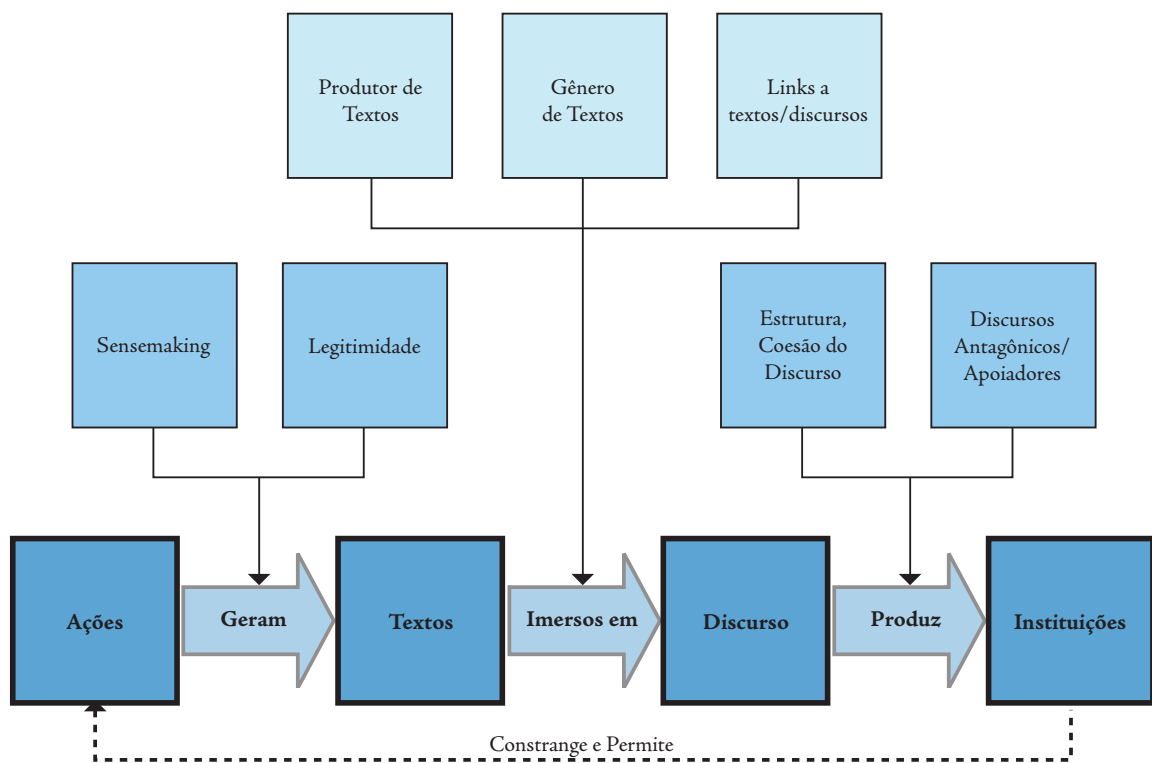 Produtor de
Textos
Gênero
de Textos
Links a
textos/discursos
Sensemaking
Legitimidade
Estrutura,
Coesão do
Discurso
Discursos
Antagônicos/
Apoiadores
Ações
Geram
Textos
Imersos em
Discurso
Produz
Instituições
Constrange e Permite